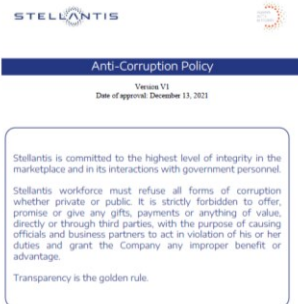 STELLANTIS
Anti-Corruption Policy
Version V1
Date of approval: December 13, 2021
Stellantis is committed to the highest level of integrity in the
marketplace and in its interactions with government personnel.
Stellantis workforce must refuse all forms of corruption
whether private or public. It is strictly forbidden to offer,
promise or give any gifts, payments or anything of value,
directly or through third parties, with the purpose of causing
officials and business partners to act in violation of his or her
duties and grant the Company any improper benefit or
advantage.
Transparency is the golden rule.